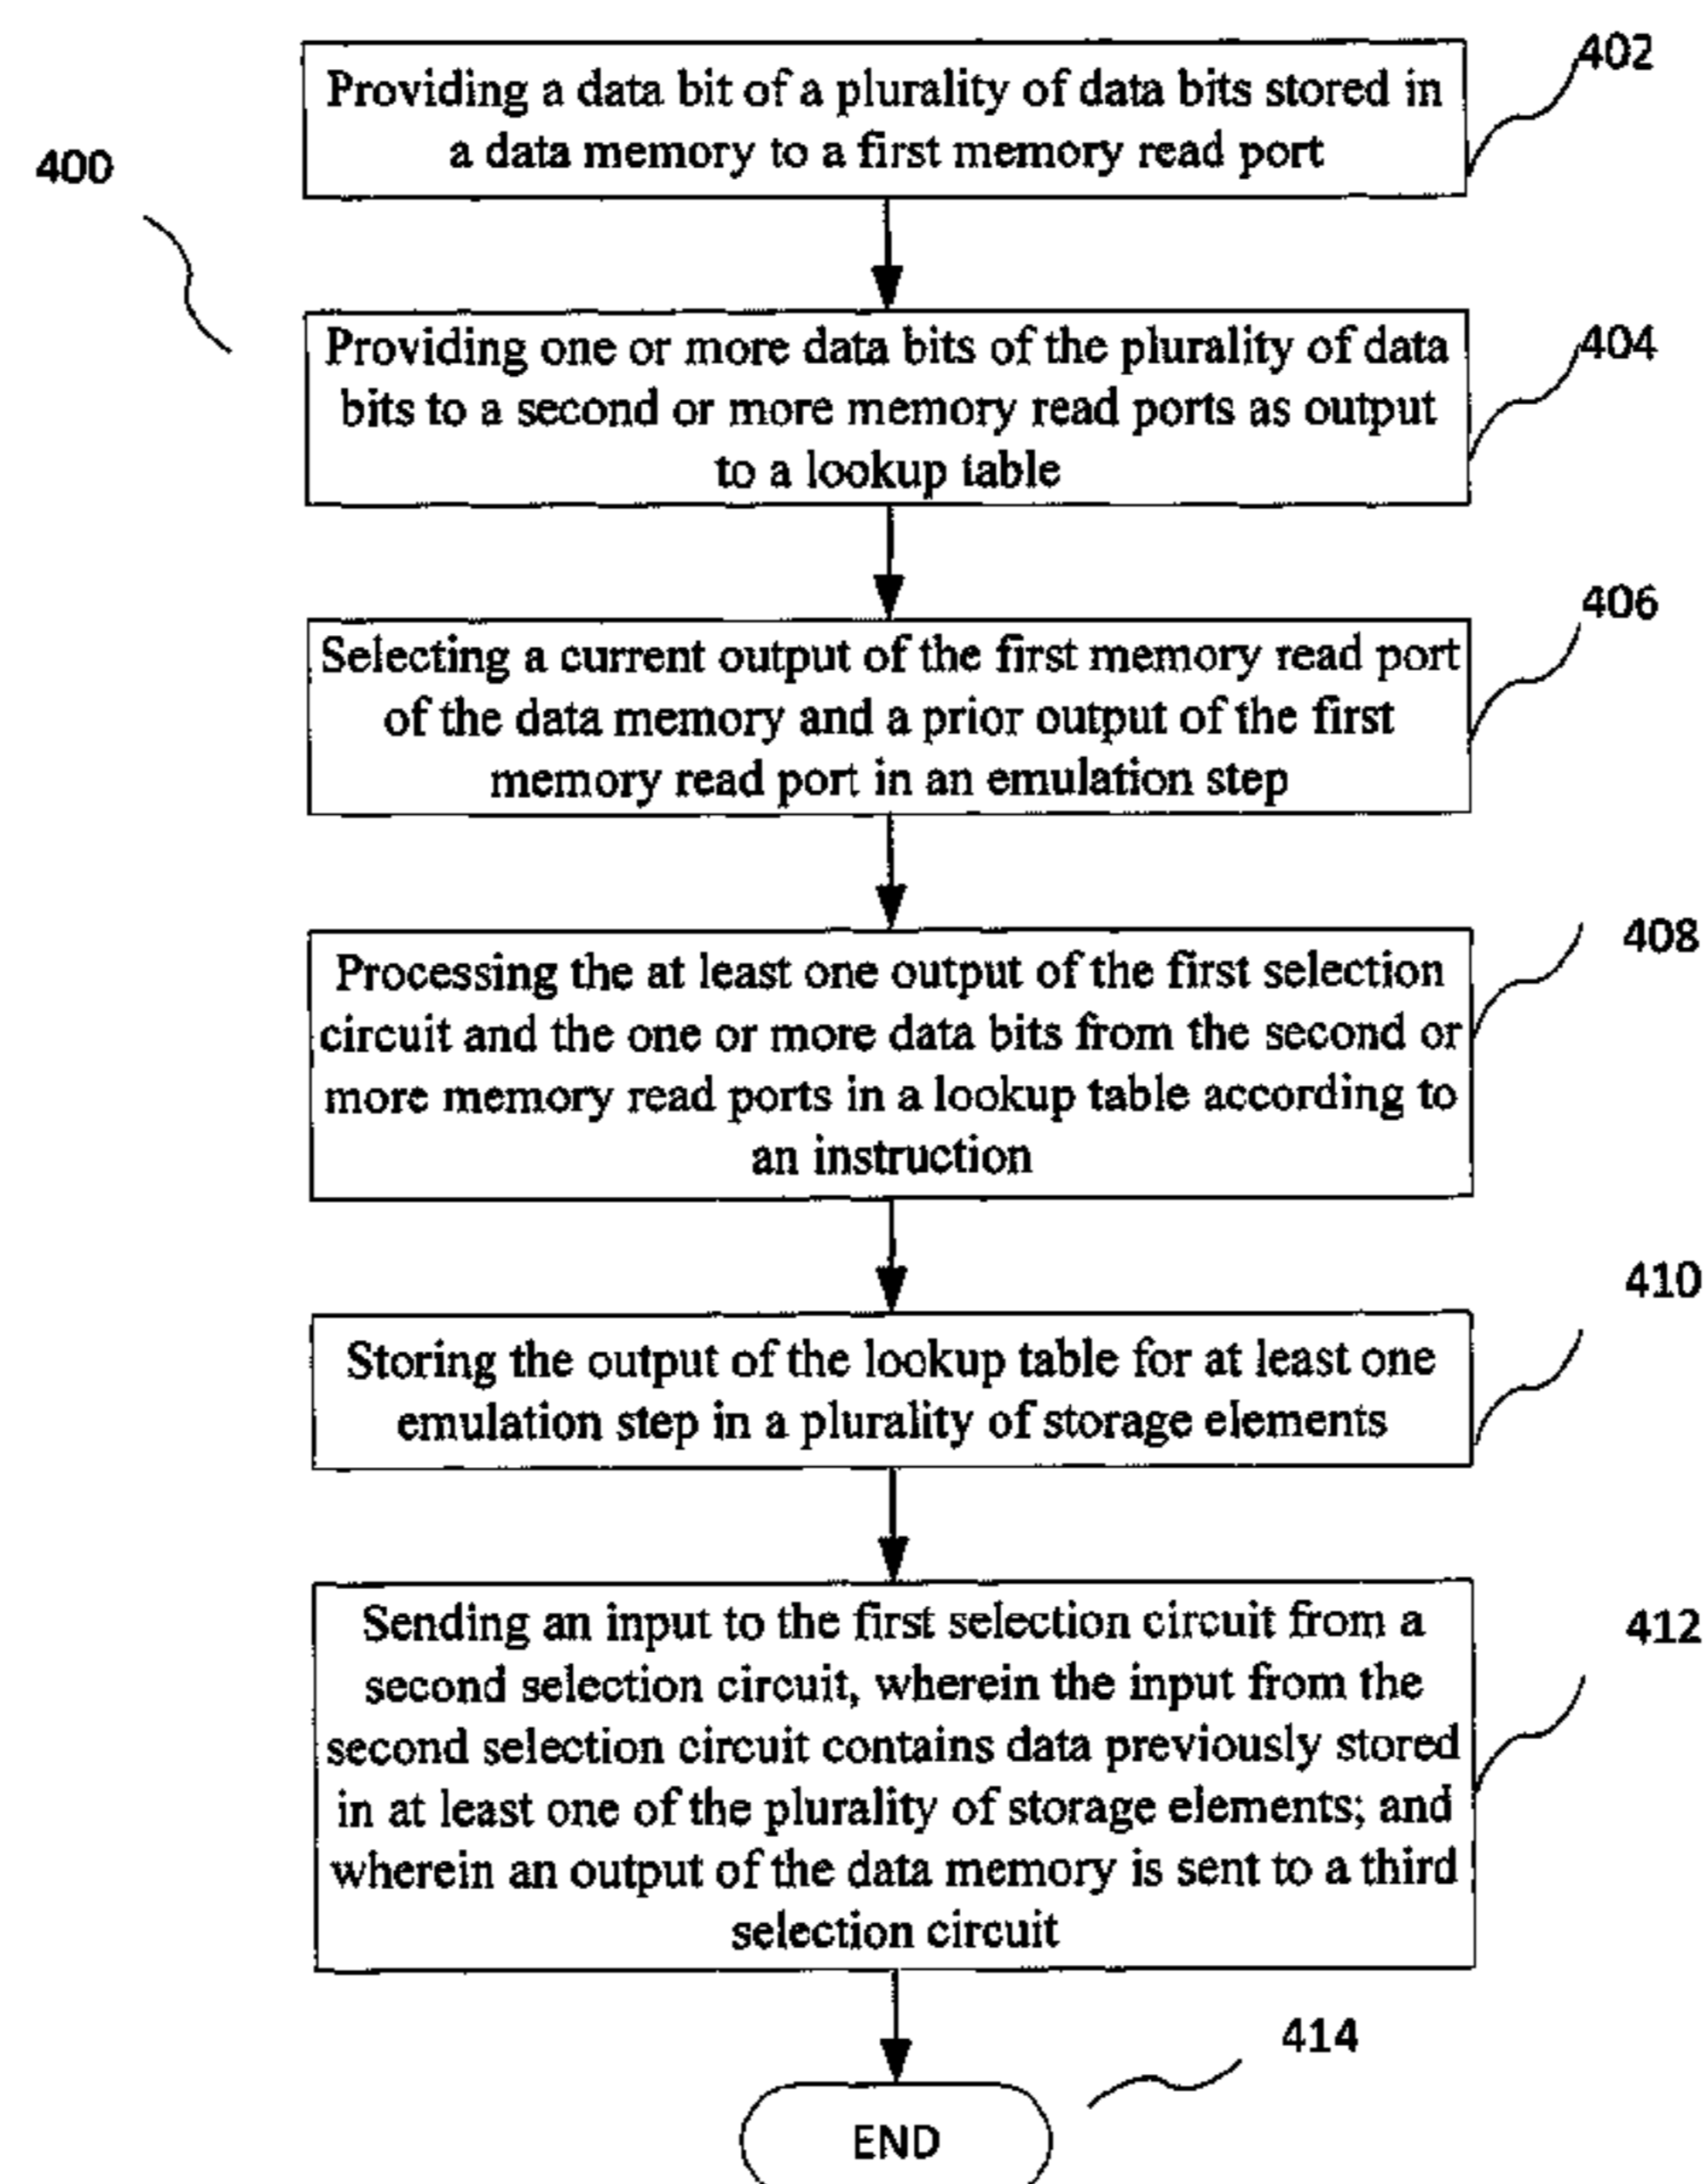 402
Providing a data bit of a plurality of data bits stored in
a data memory to a first memory read port
400
Providing one or more data bits of the plurality of data
bits to a second or more memory read ports as output
to a lookup table
404
Selecting a current output of the first memory read port
of the data memory and a prior output of the first
memory read port in an emulation step
406
Processing the at least one output of the first selection
circuit and the one or more data bits from the second or
more memory read ports in a lookup table according to
an instruction
408
Storing the output of the lookup table for at least one
emulation step in a plurality of storage elements
410
Sending an input to the first selection circuit from a
second selection circuit, wherein the input from the
second selection circuit contains data previously stored
in at least one of the plurality of storage elements; and
wherein an output of the data memory is sent to a third
selection circuit
412
414
END